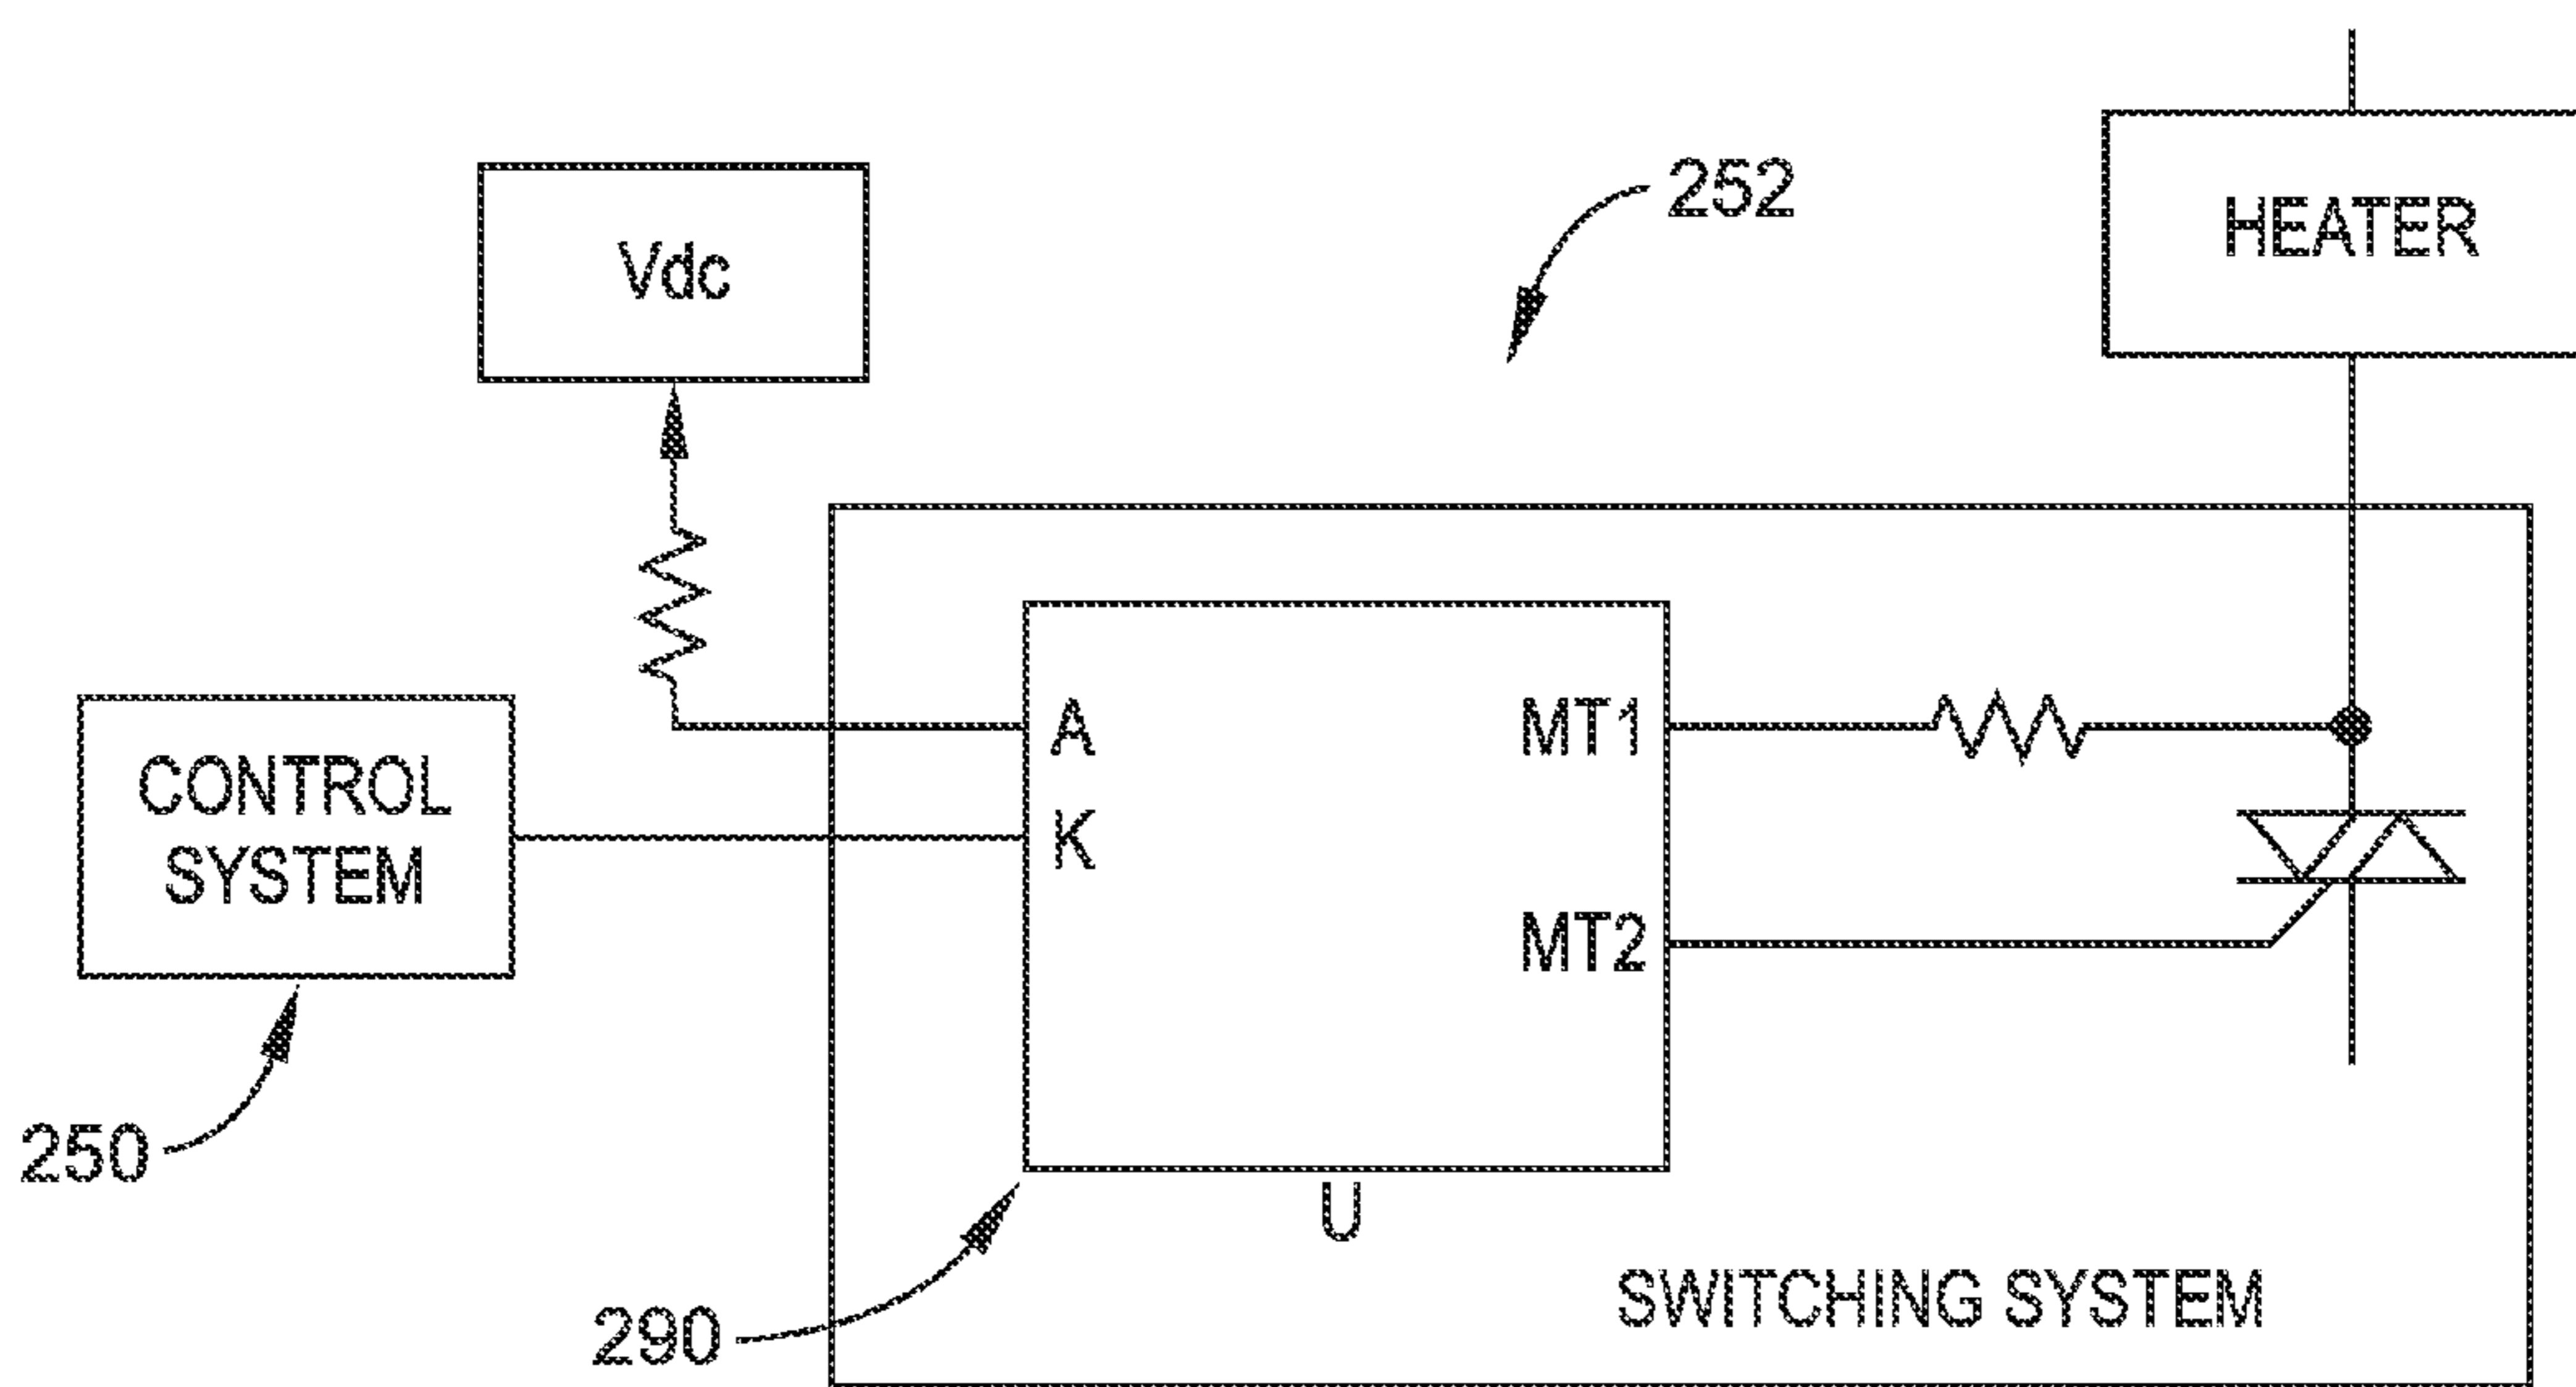 252
HEATER
Vdc
CONTROL
SYSTEM
A
K
MT1
MT2
250
U
290
SWITCHING SYSTEM